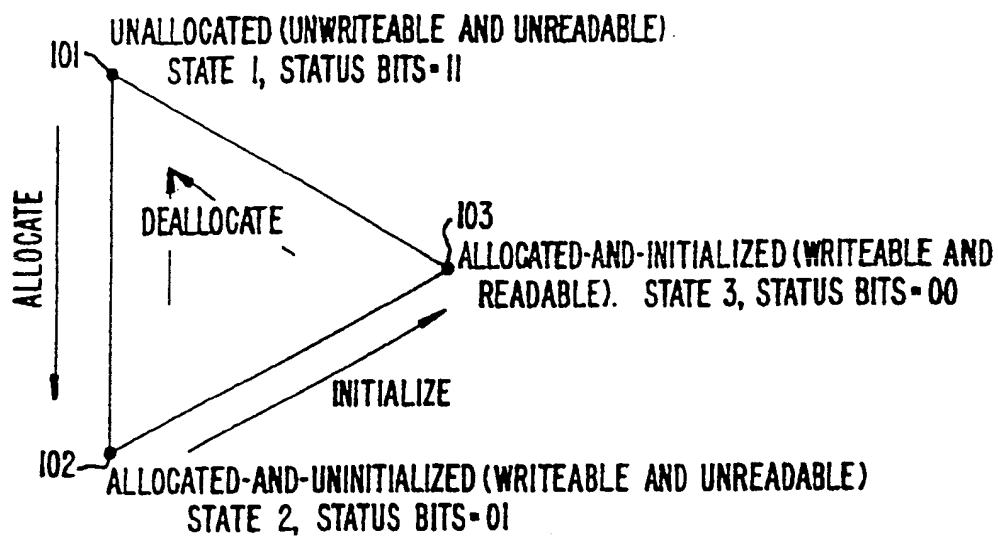 UNALLOCATED (UNWRITEABLE AND UNREADABLE)
101
STATE 1, STATUS BITS=11
ALLOCATE
DEALLOCATE
103
ALLOCATED-AND-INITIALIZED (WRITEABLE AND
READABLE). STATE 3, STATUS BITS=00
INITIALIZE
102
ALLOCATED-AND-UNINITIALIZED (WRITEABLE AND UNREADABLE)
STATE 2, STATUS BITS=01